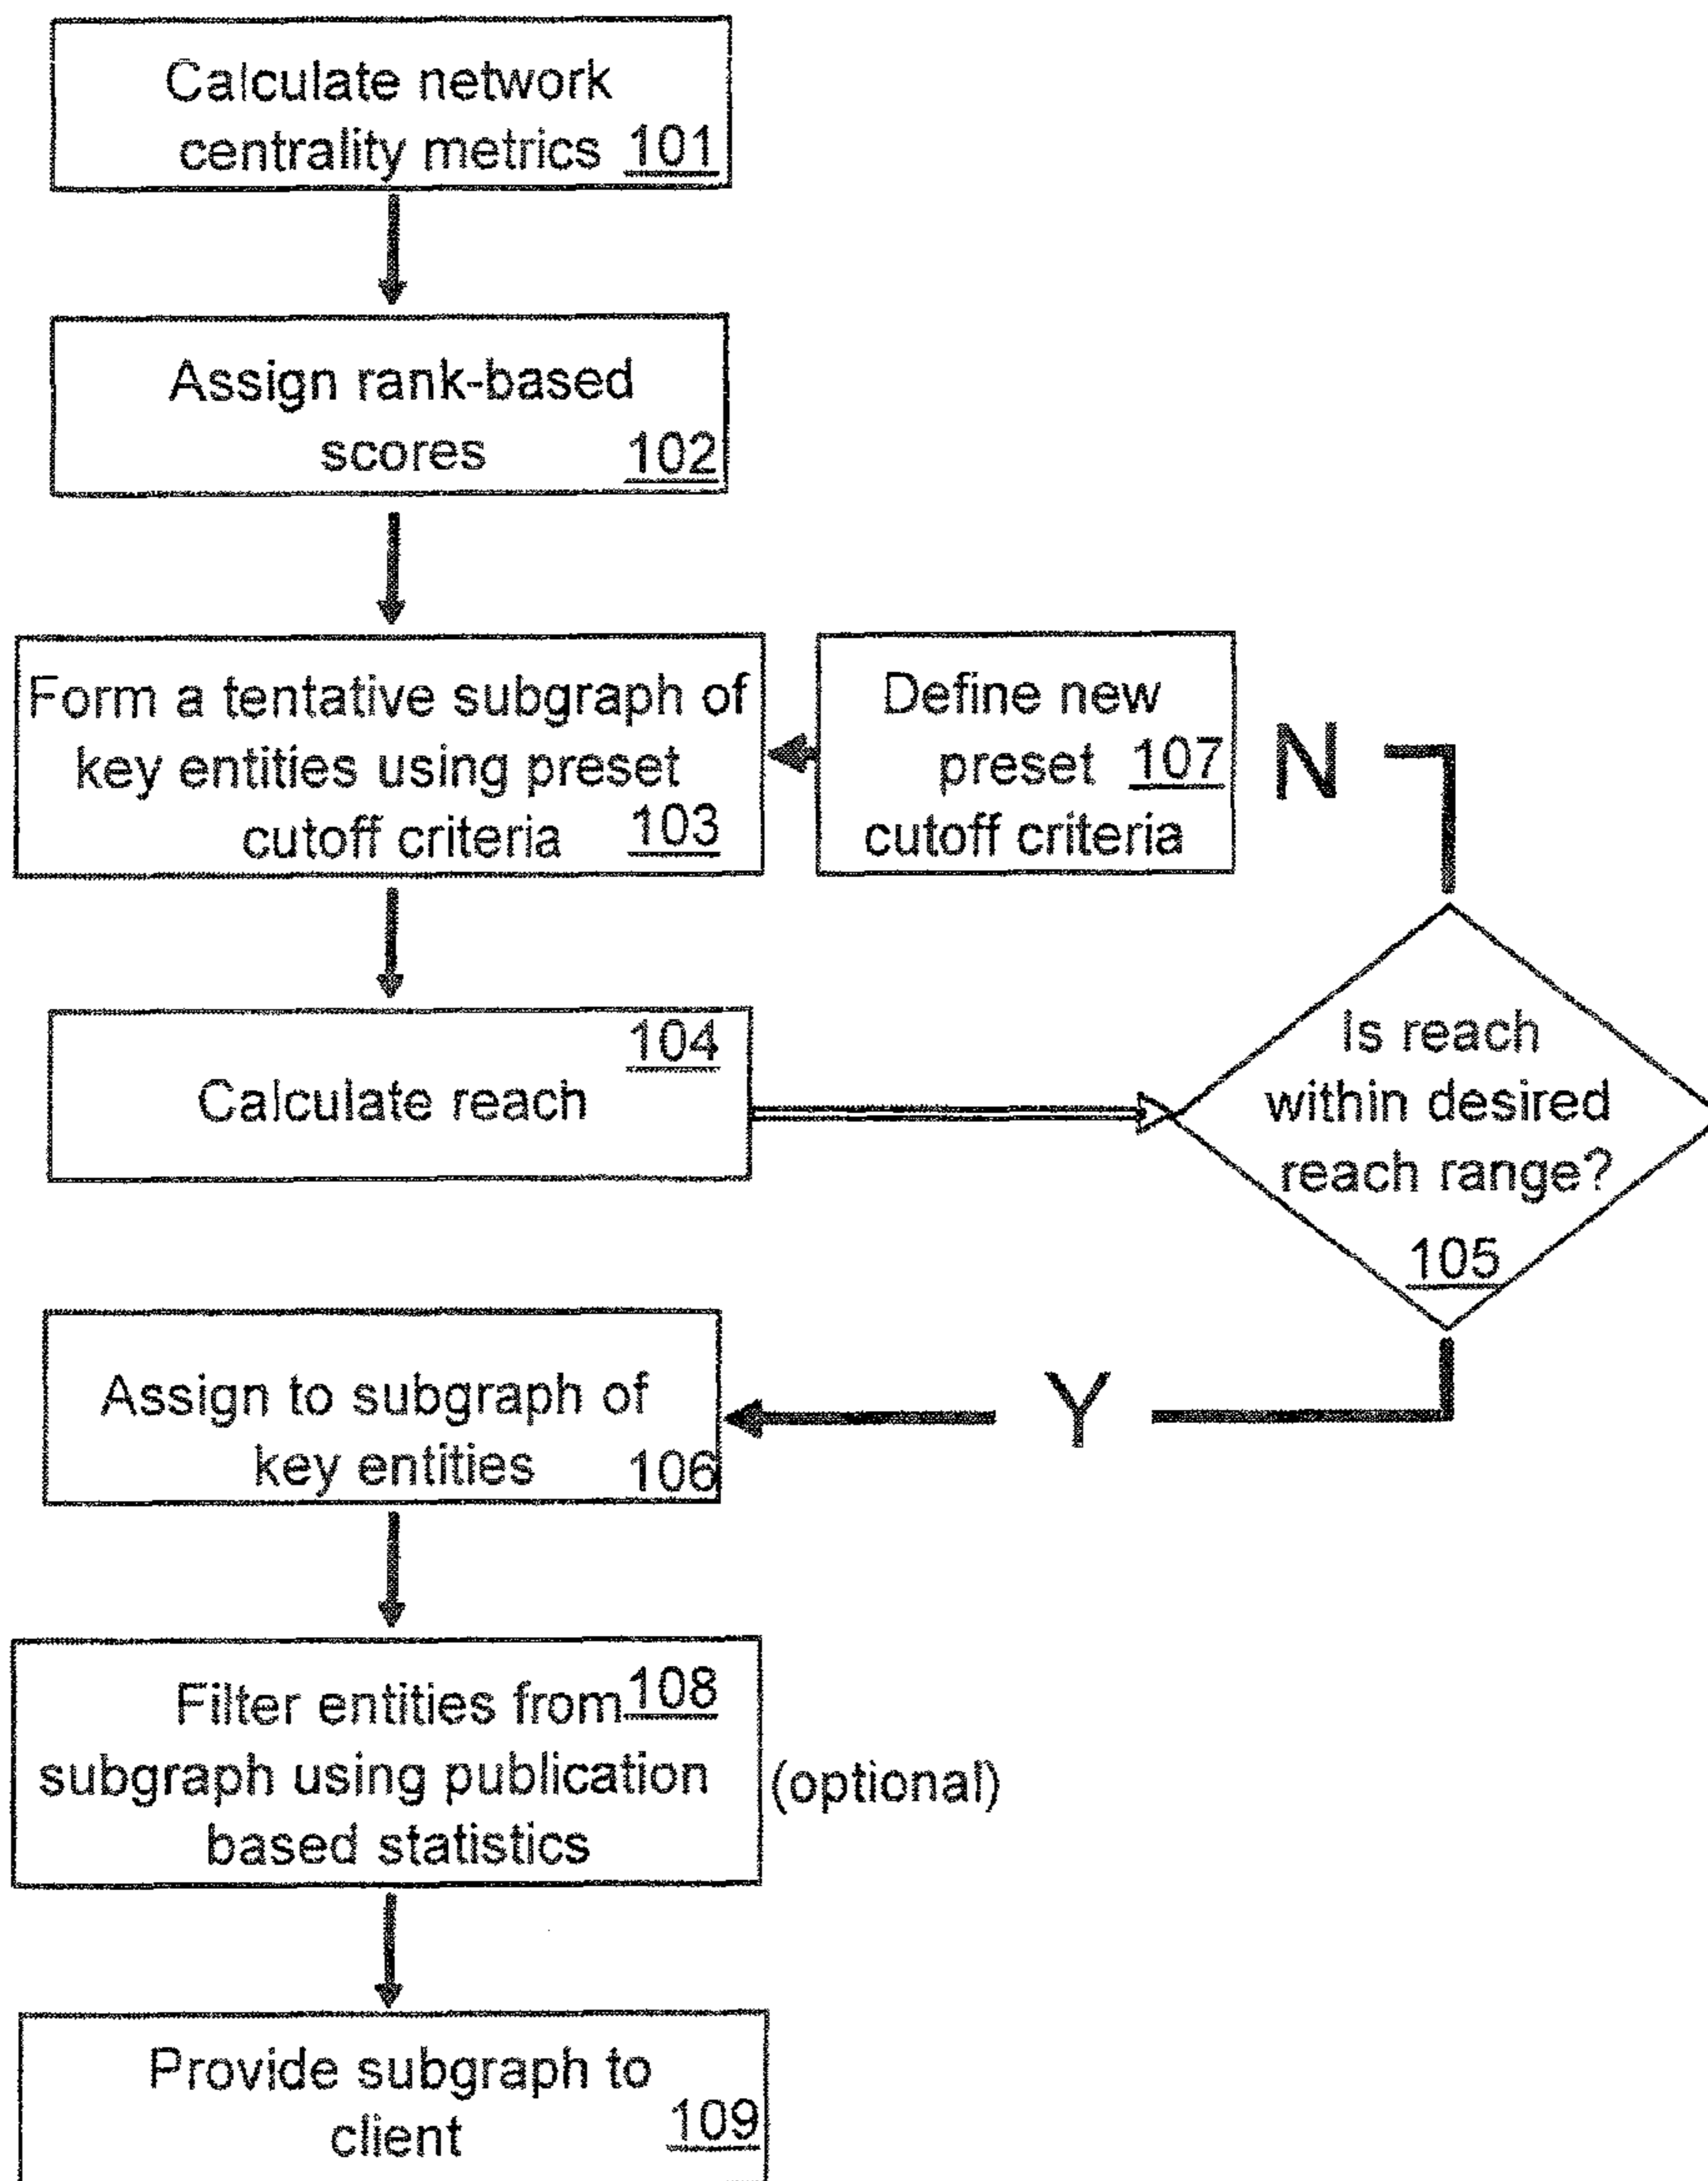 Calculate network
centrality metrics 101
Assign rank-based
scores 102
Form a tentative subgraph of
key entities using preset
cutoff criteria 103
Define new
preset 107
cutoff criteria
N
104
Calculate reach
Is reach
within desired
reach range?
105
Assign to subgraph of
key entities 106
Y
Filter entities from 108
subgraph using publication
based statistics
(optional)
Provide subgraph to
client 109